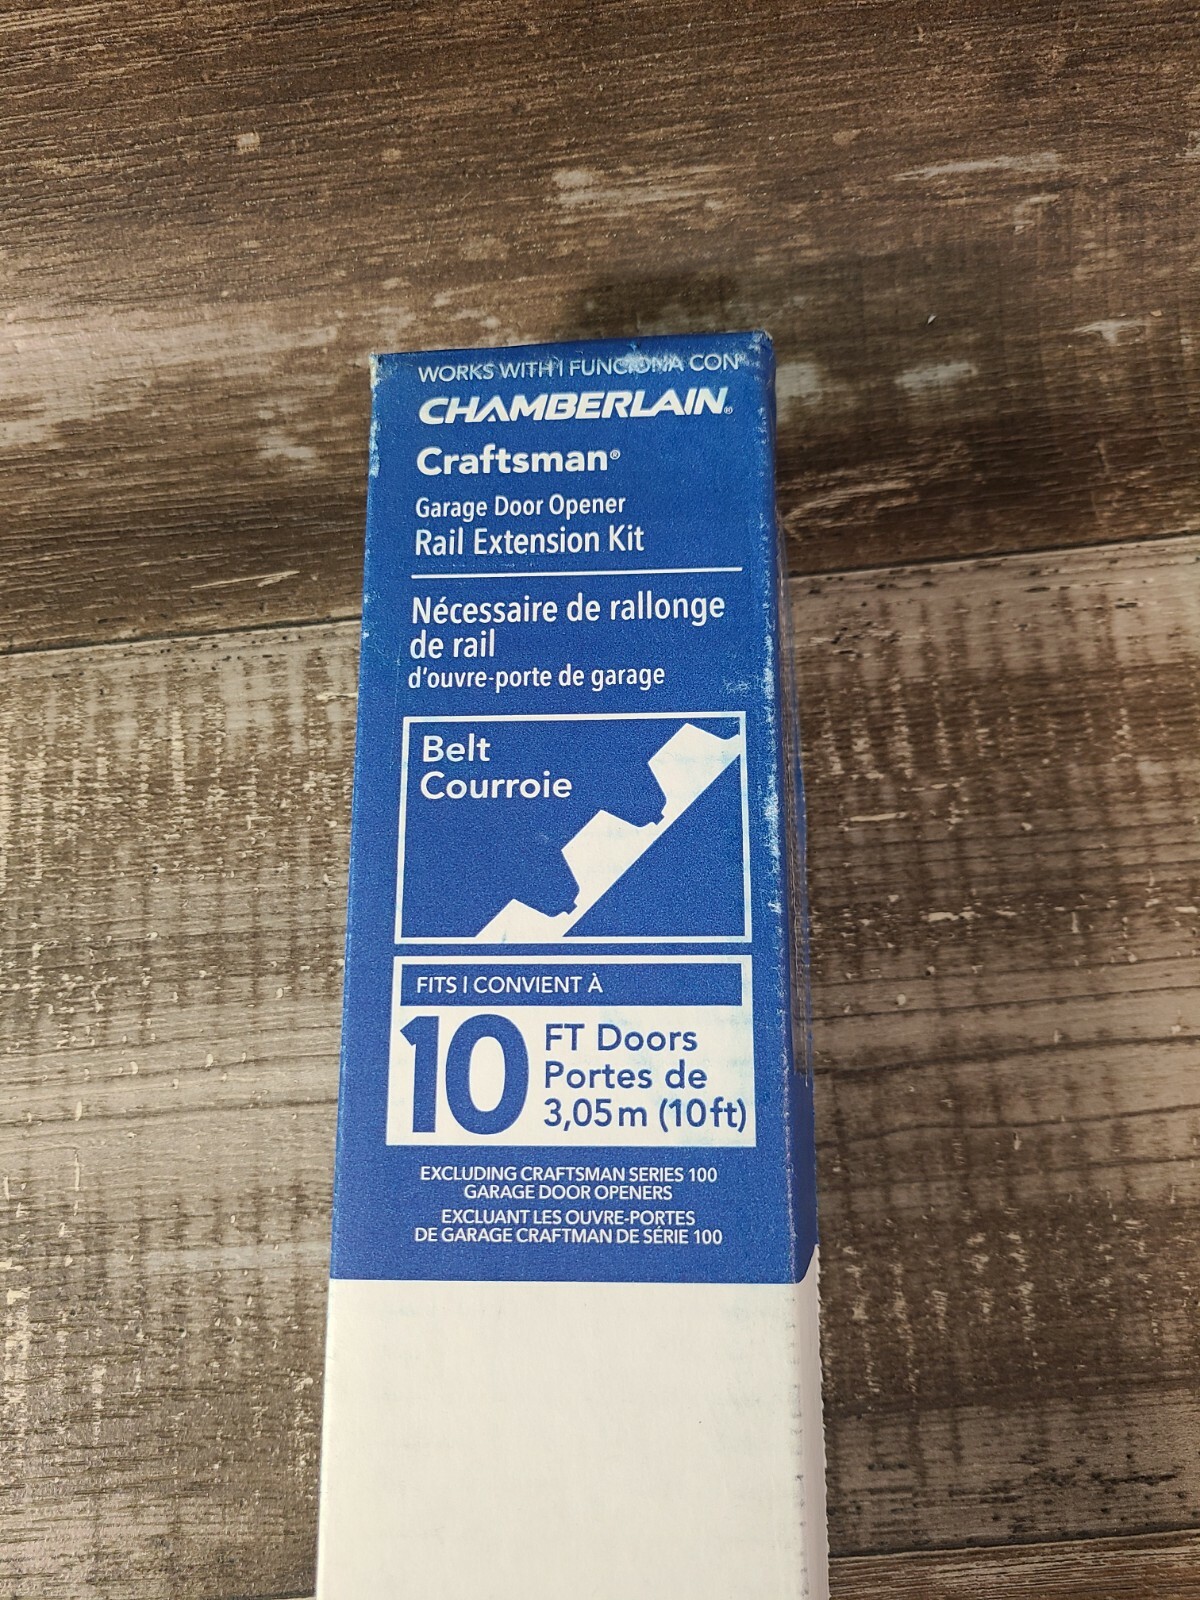 WORKS WITH | FUNCIONA CON
CHAMBERLAIN®
Craftsman®
Garage Door Opener
Rail Extension Kit
Nécessaire de rallonge
de rail
d'ouvre-porte de garage
Belt
Courroie
FITS | CONVIENT À
10
FT Doors
Portes de
3,05m (10ft)
EXCLUDING CRAFTSMAN SERIES 100
GARAGE DOOR OPENERS
EXCLUANT LES OUVRE-PORTES
DE GARAGE CRAFTMAN DE SÉRIE 100